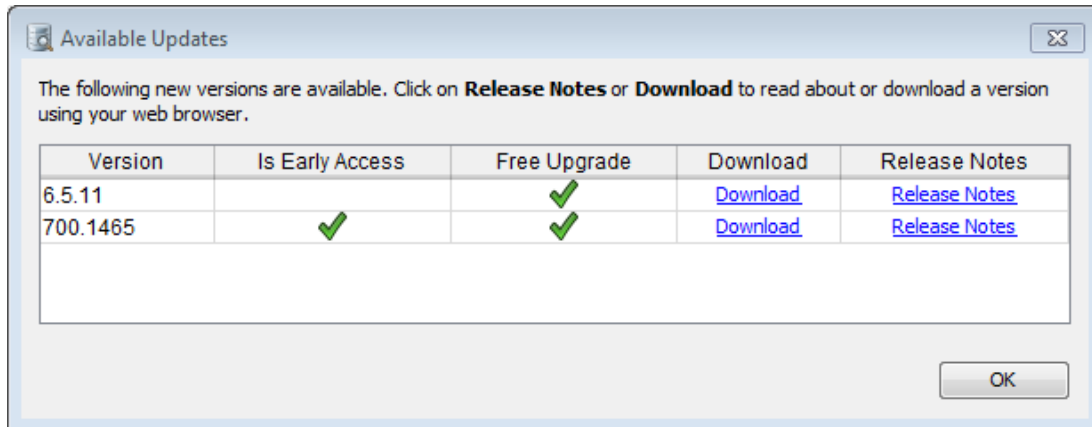 Available Updates
The following new versions are available. Click on Release Notes or Download to read about or download a version
using your web browser.
Version Is Early Access Free Upgrade Download Release Notes
6.5.11 Download Release Notes
700.1465 Download Release Notes
OK